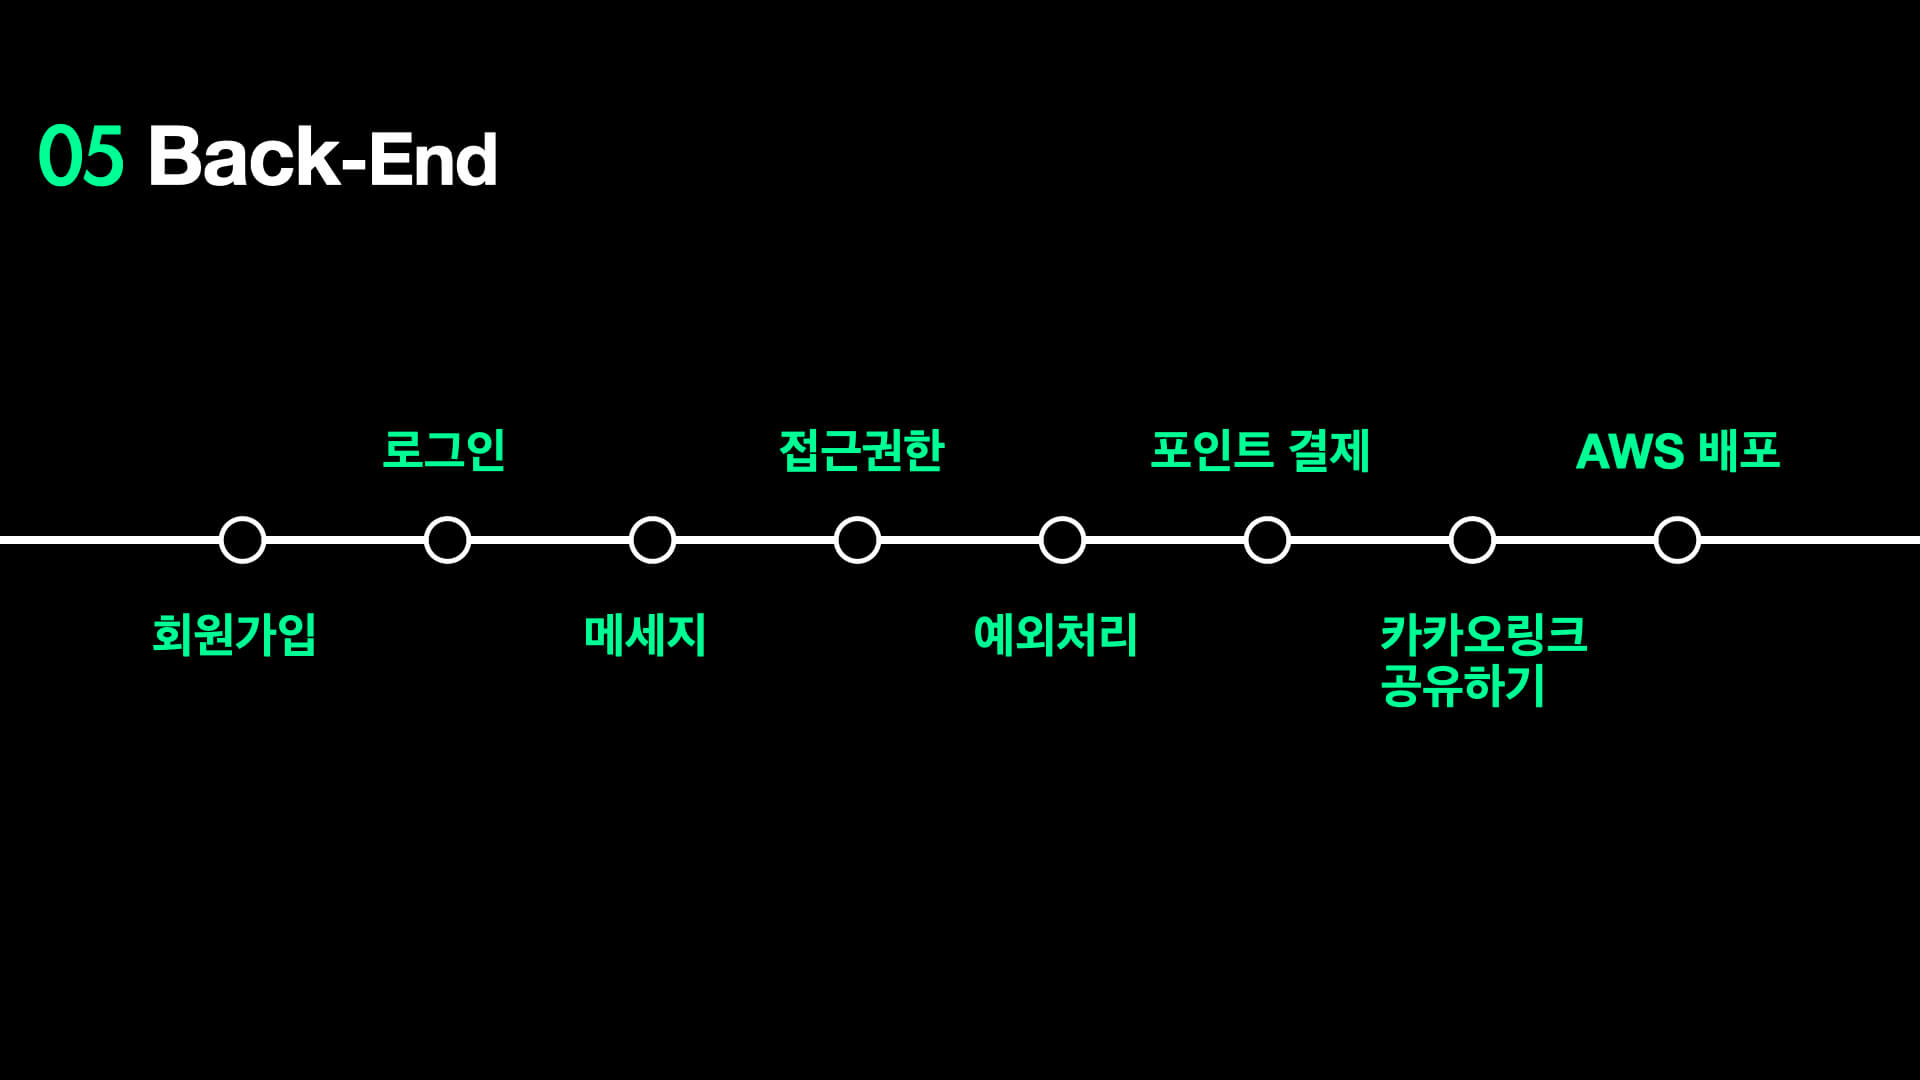 05 Back-End
로그인
접근권한
포인트 결제
AWS 배포
회원가입
메세지
예외처리
카카오링크
공유하기